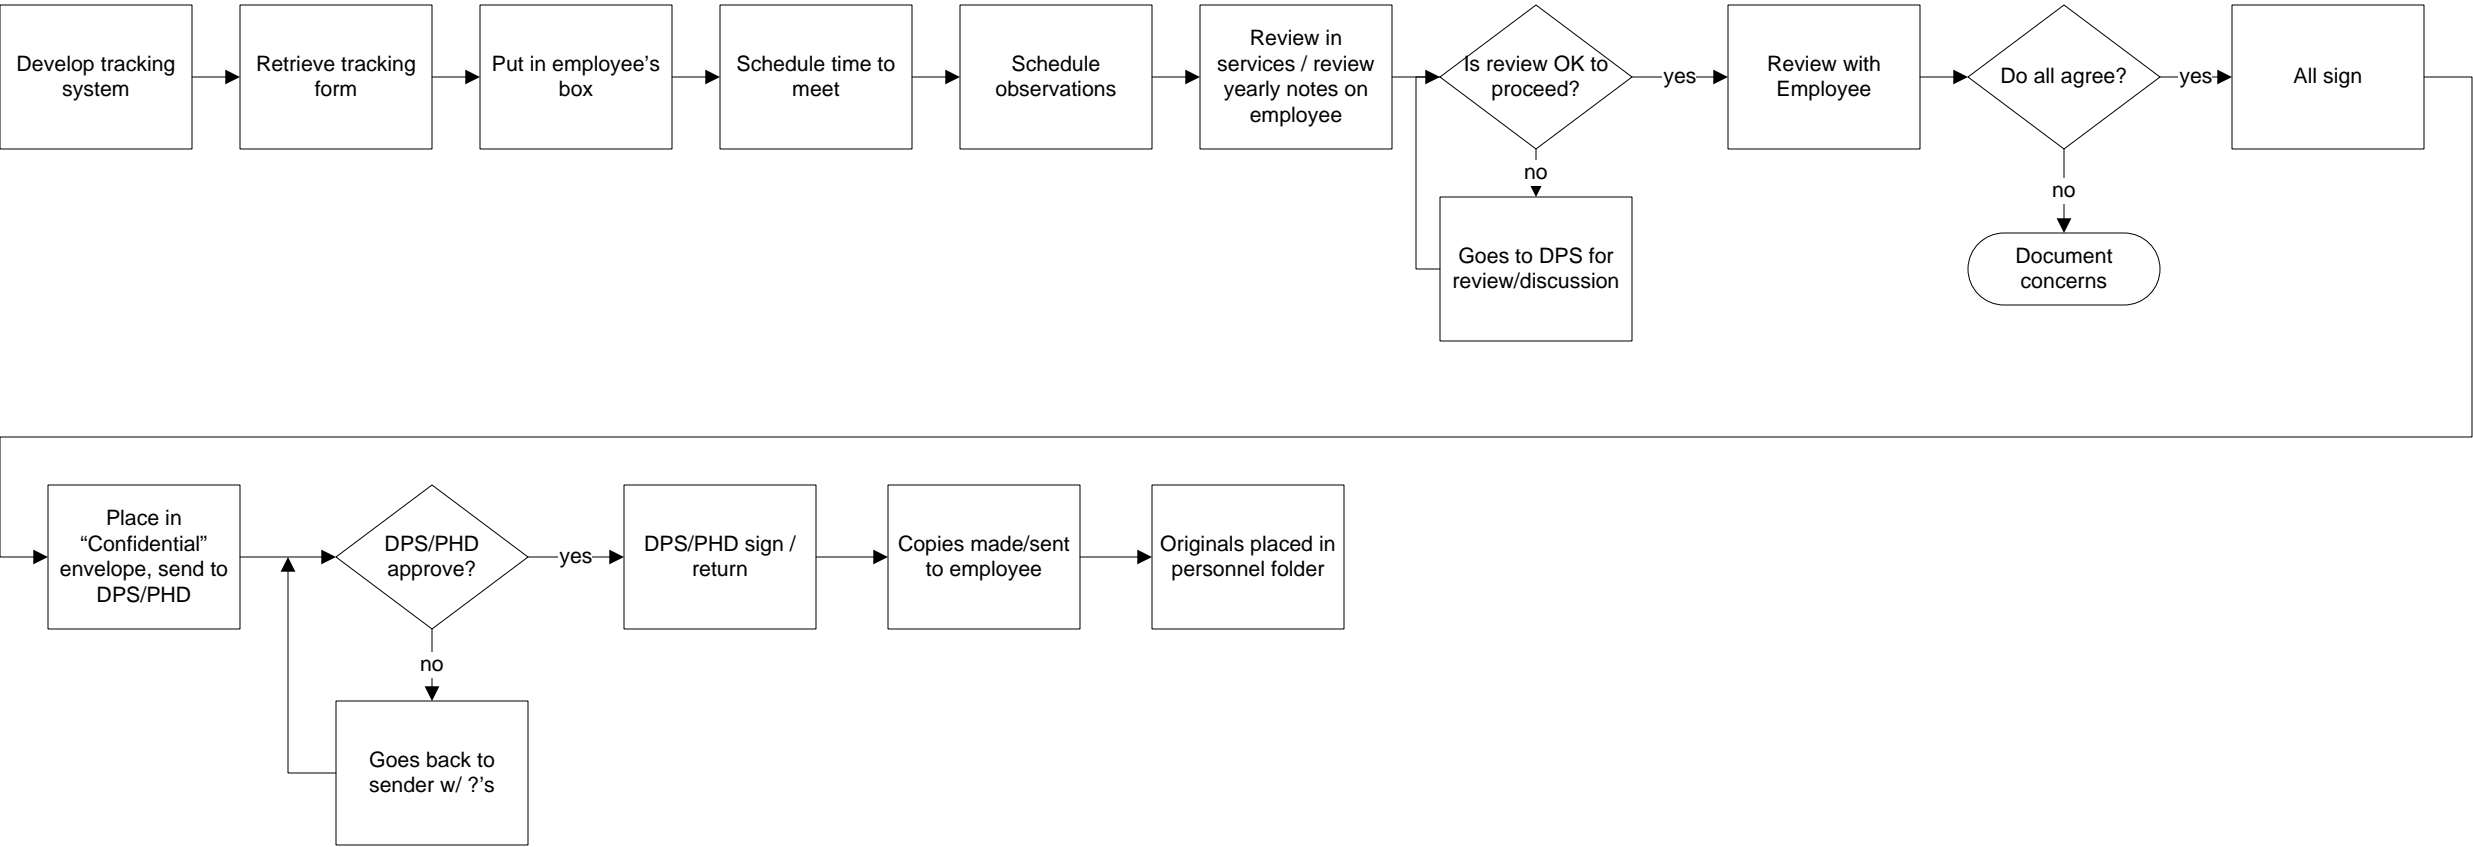 Develop tracking
system
Retrieve tracking
form
Put in employee’s
box
Schedule time to
meet
Schedule
observations
Review in
services / review
yearly notes on
employee
Is review OK to
proceed?
yes
Review with
Employee
Do all agree?
yes
All sign
no
Goes to DPS for
review/discussion
no
Document
concerns
Place in
“Confidential”
envelope, send to
DPS/PHD
DPS/PHD
approve?
yes
DPS/PHD sign /
return
Copies made/sent
to employee
Originals placed in
personnel folder
no
Goes back to
sender w/ ?’s